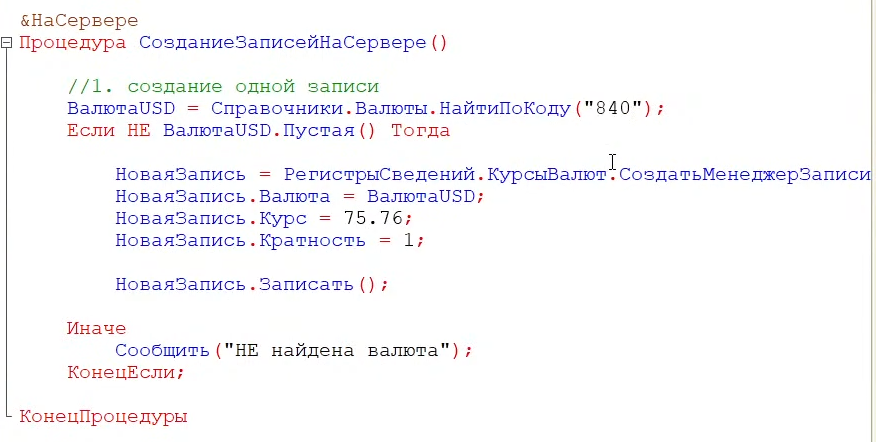 &НаСервере
Процедура СозданиеЗаписейНаСервере()
//1. создание одной записи
ВалютаUSD = Справочники.Валюты.НайтиПоКоду("840");
Если НЕ ВалютаUSD.Пустая() Тогда
НоваяЗапись = РегистрыСведений.КурсыВалют.СоздатьМенеджерЗаписи
НоваяЗапись.Валюта = ВалютаUSD;
НоваяЗапись.Курс = 75.76;
НоваяЗапись.Кратность = 1;
НоваяЗапись.Записать();
Иначе
Сообщить("НЕ найдена валюта");
КонецЕсли;
КонецПроцедуры